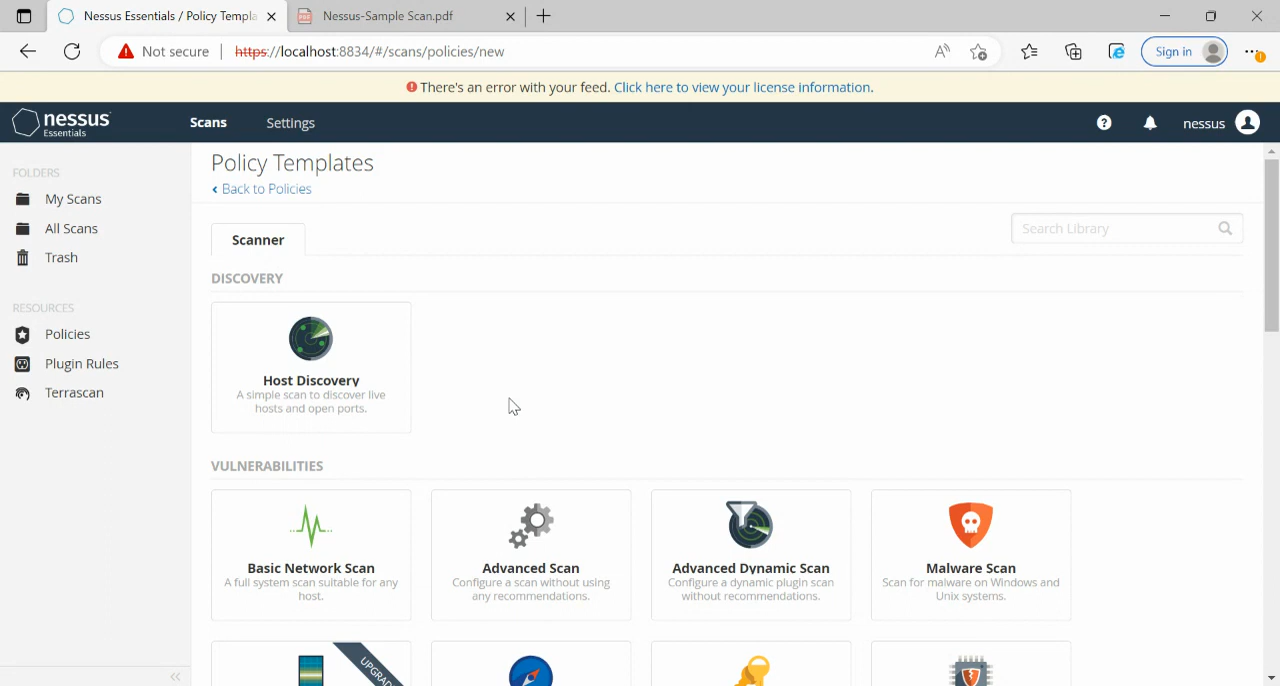 Nessus Essentials / Policy Templa
Nessus-Sample Scan.pdf
Not secure
https://localhost:8834/#/scans/policies/new
Sign in
There's an error with your feed. Click here to view your license information.
nessus
Essentials
Scans
Settings
nessus
FOLDERS
My Scans
All Scans
Trash
RESOURCES
Policies
Plugin Rules
Terrascan
Policy Templates
Back to Policies
Scanner
Search Library
DISCOVERY
Host Discovery
A simple scan to discover live
hosts and open ports.
VULNERABILITIES
Basic Network Scan
A full system scan suitable for any
host.
Advanced Scan
Configure a scan without using
any recommendations.
Advanced Dynamic Scan
Configure a dynamic plugin scan
without recommendations.
Malware Scan
Scan for malware on Windows and
Unix systems.
UPGRAD